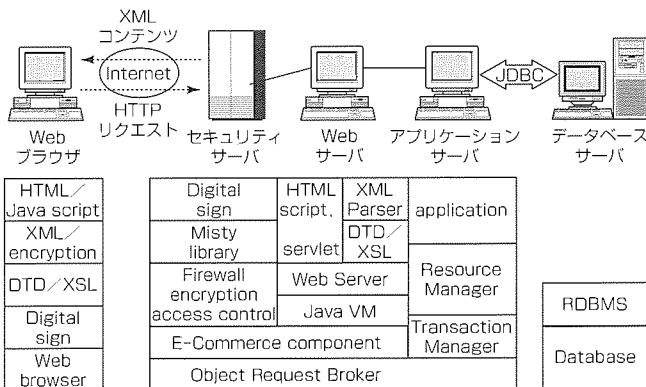 XML
コンテンツ
Internet
HTTP
リクエスト
JDBC
Web
ブラウザ
セキュリティ
サーバ
Web
サーバ
アプリケーション
サーバ
データベース
サーバ
HTML／
Java script
XML／
encryption
DTD／XSL
Digital
sign
Web
browser
Digital
sign
Misty
library
Firewall
encryption
access control
HTML
script,
servlet
XML
Parser
DTD／
XSL
Web Server
Java VM
application
Resource
Manager
Transaction
Manager
E-Commerce component
Object Request Broker
RDBMS
Database